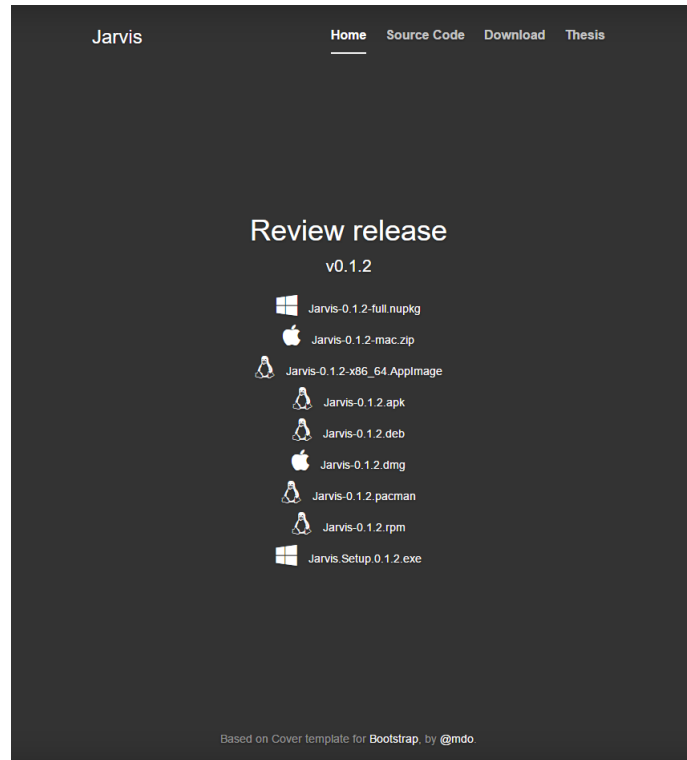 Jarvis
Home Source Code Download Thesis
Review release
v0.1.2
Jarvis-0.1.2-full.nupkg
Jarvis-0.1.2-mac.zip
Jarvis-0.1.2-x86_64.AppImage
Jarvis-0.1.2.apk
Jarvis-0.1.2.deb
Jarvis-0.1.2.dmg
Jarvis-0.1.2.pacman
Jarvis-0.1.2.rpm
Jarvis.Setup.0.1.2.exe
Based on Cover template for Bootstrap, by @mdo.